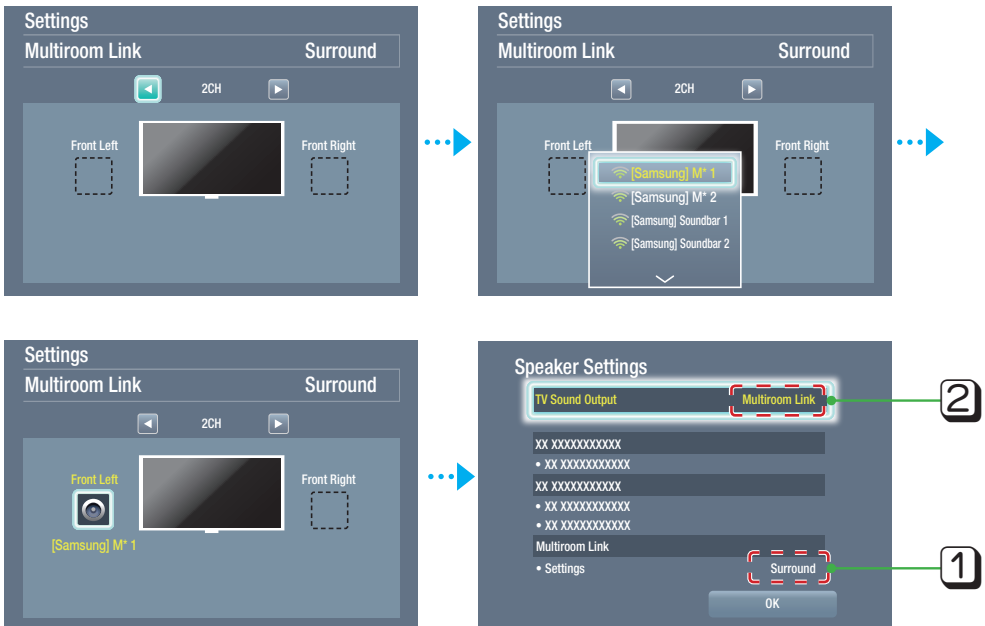 Settings
Multiroom Link Surround
2CH
Front Left
Front Right
Settings
Multiroom Link Surround
2CH
Front Left
Front Right
[Samsung] M* 1
[Samsung] M* 2
[Samsung] Soundbar 1
[Samsung] Soundbar 2
Settings
Multiroom Link Surround
2CH
Front Left
Front Right
[Samsung] M* 1
Speaker Settings
TV Sound Output Multiroom Link
2
XX XXXXXXXXXXX
• XX XXXXXXXXXXX
XX XXXXXXXXXXX
• XX XXXXXXXXXXX
• XX XXXXXXXXXXX
Multiroom Link
• Settings Surround
1
OK